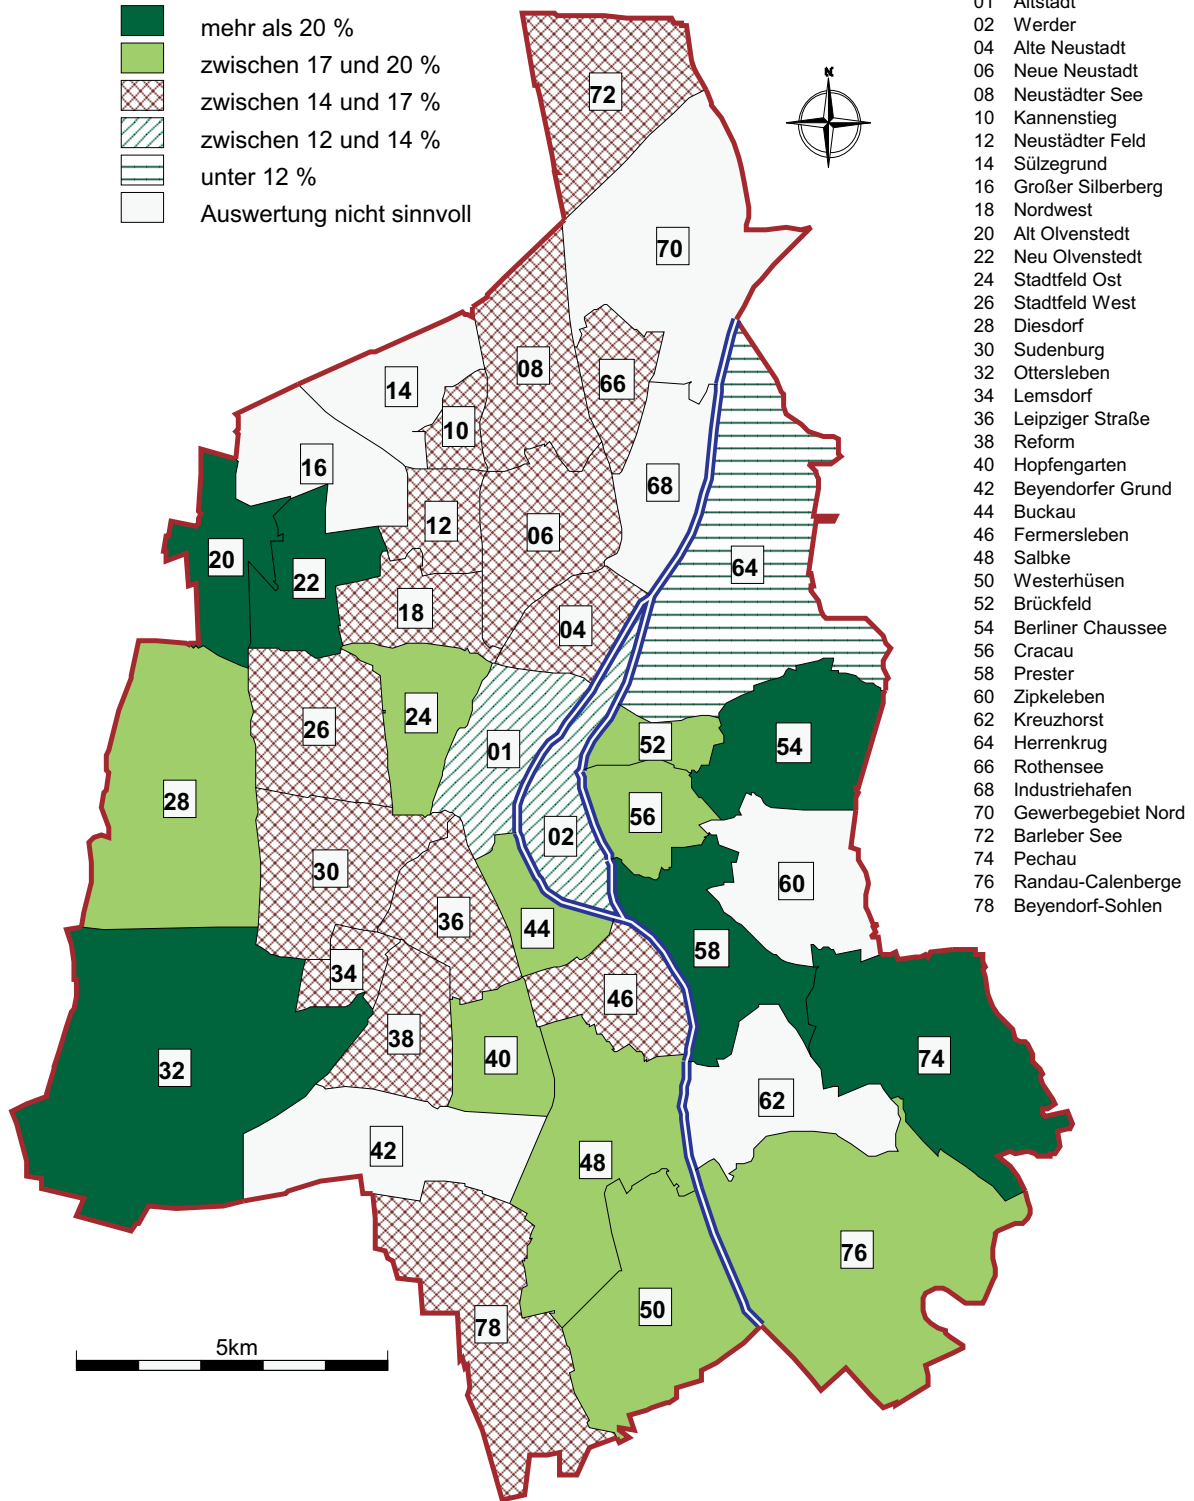 mehr als 20 %
zwischen 17 und 20 %
zwischen 14 und 17 %
zwischen 12 und 14 %
unter 12 %
Auswertung nicht sinnvoll
01 Altstadt
02 Werder
04 Alte Neustadt
06 Neue Neustadt
08 Neustädter See
10 Kannenstieg
12 Neustädter Feld
14 Sülzegrund
16 Großer Silberberg
18 Nordwest
20 Alt Olvenstedt
22 Neu Olvenstedt
24 Stadtfeld Ost
26 Stadtfeld West
28 Diesdorf
30 Sudenburg
32 Ottersleben
34 Lemsdorf
36 Leipziger Straße
38 Reform
40 Hopfengarten
42 Beyendorfer Grund
44 Buckau
46 Fermersleben
48 Salbke
50 Westerhüsen
52 Brückfeld
54 Berliner Chaussee
56 Cracau
58 Prester
60 Zipkeleben
62 Kreuzhorst
64 Herrenkrug
66 Rothensee
68 Industriehafen
70 Gewerbegebiet Nord
72 Barleber See
74 Pechau
76 Randau-Calenberge
78 Beyendorf-Sohlen
N
72
70
08
66
14
10
16
68
12
06
20
22
64
18
04
26
24
01
52
54
28
56
02
30
60
36
44
58
34
46
38
40
74
32
62
42
48
76
50
78
5km